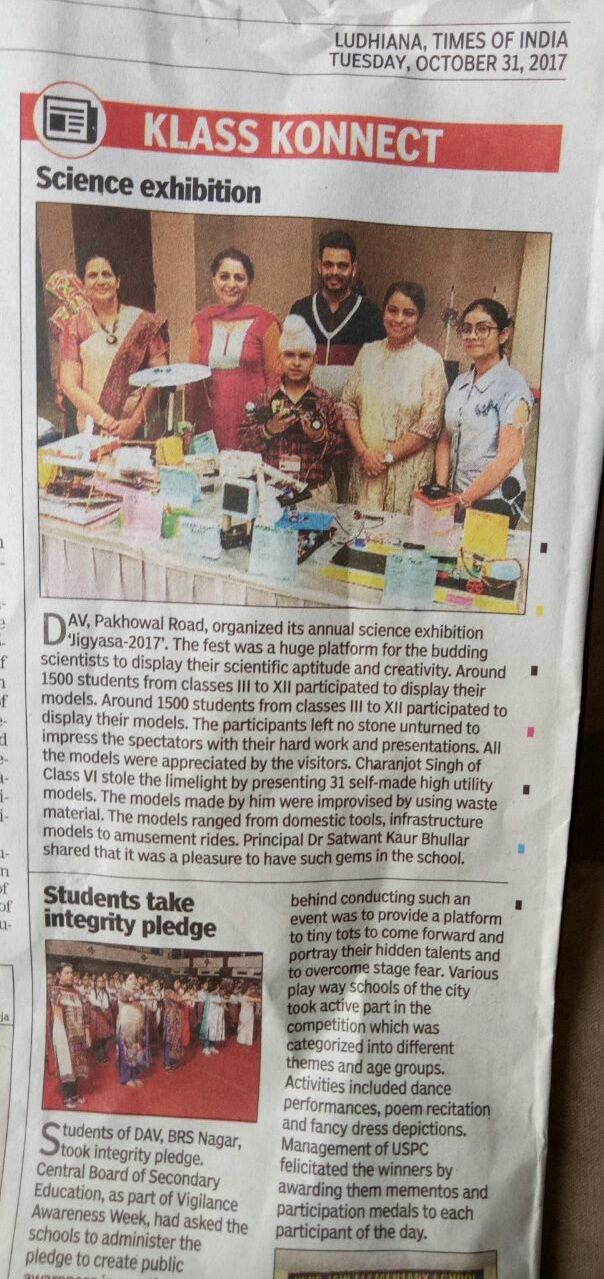 LUDHIANA, TIMES OF INDIA
TUESDAY, OCTOBER 31, 2017
KLASS KONNECT
Science exhibition
DAV, Pakhowal Road, organized its annual science exhibition
'Jigyasa-2017'. The fest was a huge platform for the budding
scientists to display their scientific aptitude and creativity. Around
1500 students from classes III to XII participated to display their
models. Around 1500 students from classes III to XII participated to
display their models. The participants left no stone unturned to
impress the spectators with their hard work and presentations. All
the models were appreciated by the visitors. Charanjot Singh of
Class VI stole the limelight by presenting 31 self-made high utility
models. The models made by him were improvised by using waste
material. The models ranged from domestic tools, infrastructure
models to amusement rides. Principal Dr Satwant Kaur Bhullar
shared that it was a pleasure to have such gems in the school.
Students take
integrity pledge
Students of DAV, BRS Nagar,
took integrity pledge.
Central Board of Secondary
Education, as part of Vigilance
Awareness Week, had asked the
schools to administer the
pledge to create public
behind conducting such an
event was to provide a platform
to tiny tots to come forward and
portray their hidden talents and
to overcome stage fear. Various
play way schools of the city
took active part in the
competition which was
categorized into different
themes and age groups.
Activities included dance
performances, poem recitation
and fancy dress depictions.
Management of USPC
felicitated the winners by
awarding them mementos and
participation medals to each
participant of the day.